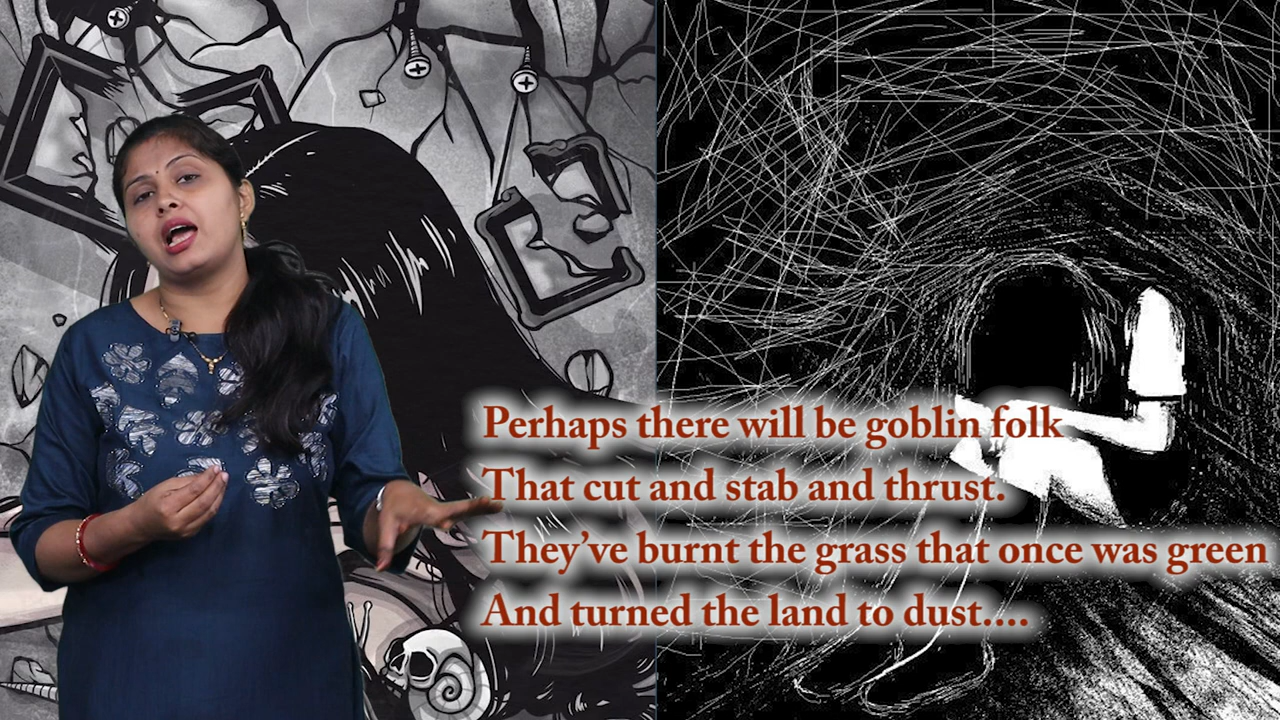 Perhaps there will be goblin folk
That cut and stab and thrust.
They’ve burnt the grass that once was green
And turned the land to dust....